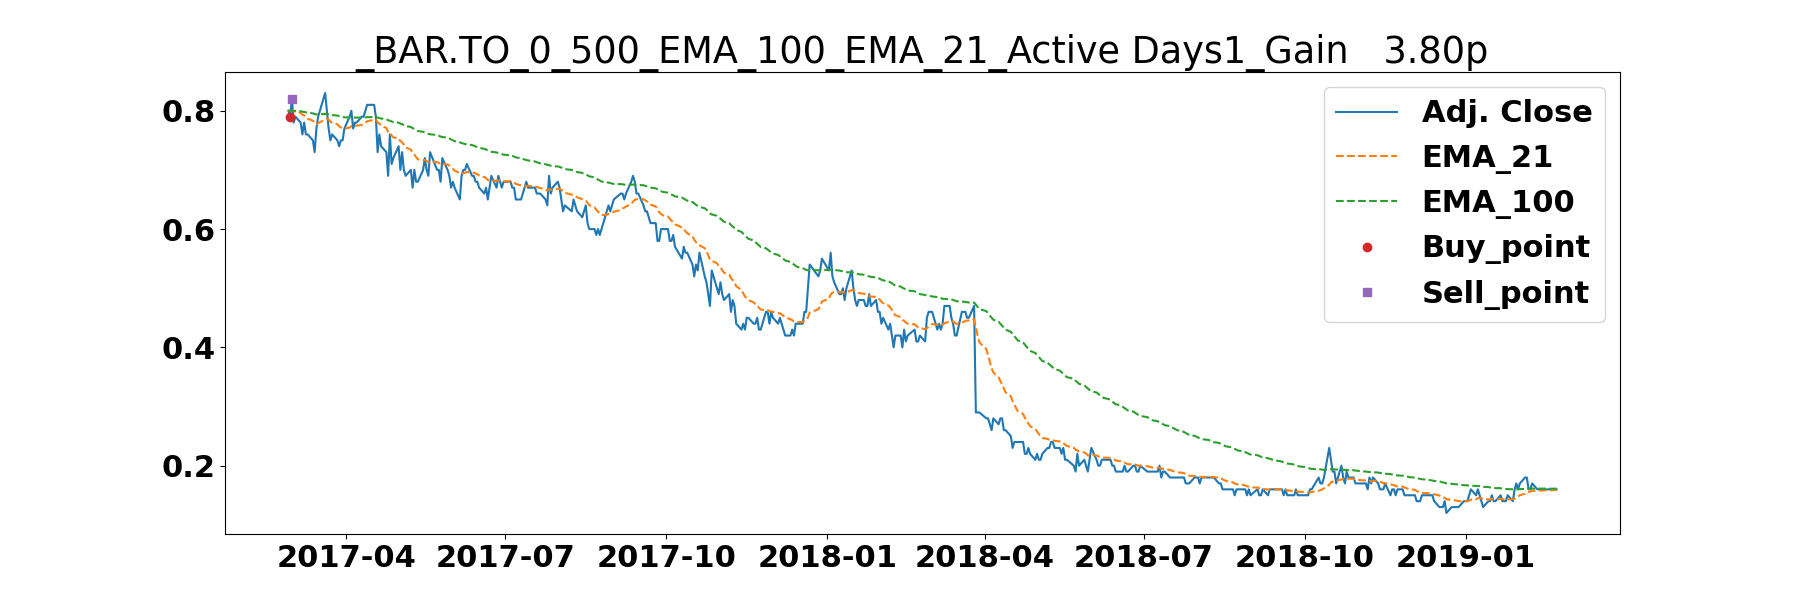 _BAR.TO_0_500_EMA_100_EMA_21_Active Days1_Gain   3.80p
0.8
0.6
0.4
0.2
Adj. Close
EMA_21
EMA_100
Buy_point
Sell_point
2017-04 2017-07 2017-10 2018-01 2018-04 2018-07 2018-10 2019-01